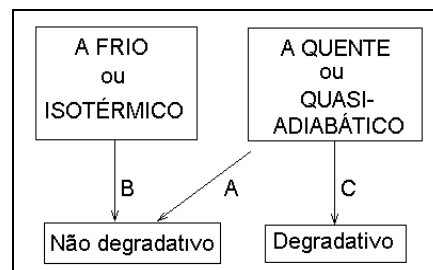 A FRIO
ou
ISOTÉRMICO
A QUENTE
ou
QUASI-
ADIABÁTICO
B
A
C
Não degradativo
Degradativo